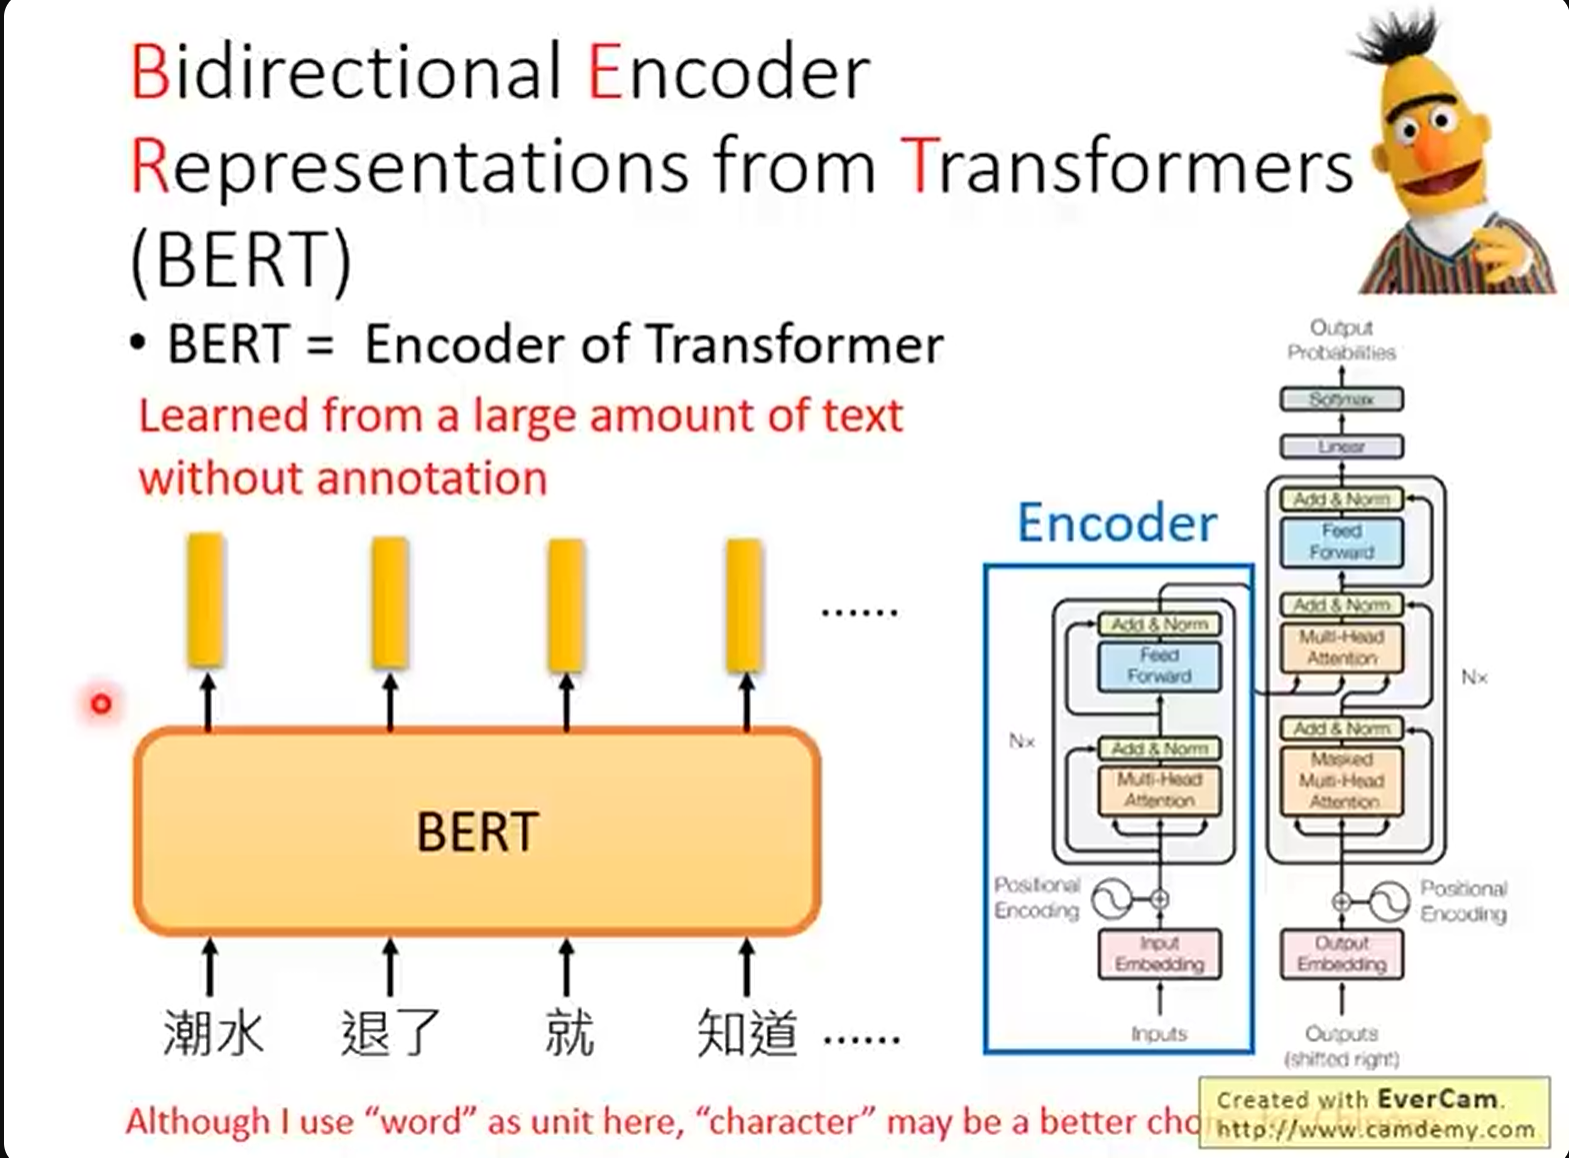 Bidirectional Encoder
Representations from Transformers
(BERT)
• BERT = Encoder of Transformer
Learned from a large amount of text
without annotation
......
BERT
潮水 退了 就 知道 ......
Encoder
Nx
Add & Norm
Feed
Forward
Add & Norm
Multi-Head
Attention
Positional
Encoding
Input
Embedding
Inputs
Output
Probabilities
Softmax
Linear
Add & Norm
Feed
Forward
Add & Norm
Multi-Head
Attention
Nx
Add & Norm
Masked
Multi-Head
Attention
Positional
Encoding
Output
Embedding
Outputs
(shifted right)
Although I use “word” as unit here, “character” may be a better
Created with EverCam.
http://www.camdemy.com